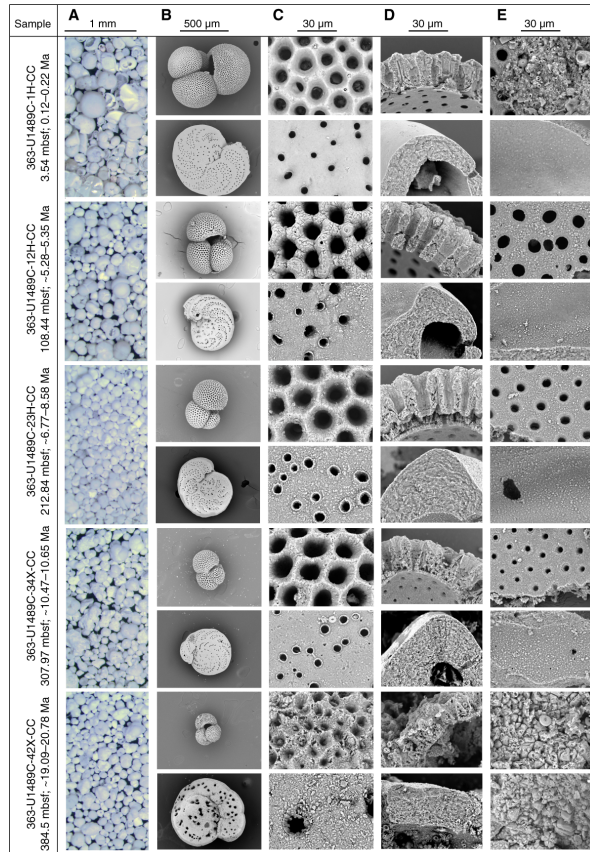 Sample
A
1 mm
B
500 µm
C
30 µm
D
30 µm
E
30 µm
363-U1489C-1H-CC
3.54 mbsf; 0.12–0.22 Ma
363-U1489C-12H-CC
108.44 mbsf; ~5.28–5.35 Ma
363-U1489C-23H-CC
212.84 mbsf; ~6.77–8.58 Ma
363-U1489C-34X-CC
307.97 mbsf; ~10.47–10.65 Ma
363-U1489C-42X-CC
384.5 mbsf; ~19.09–20.78 Ma